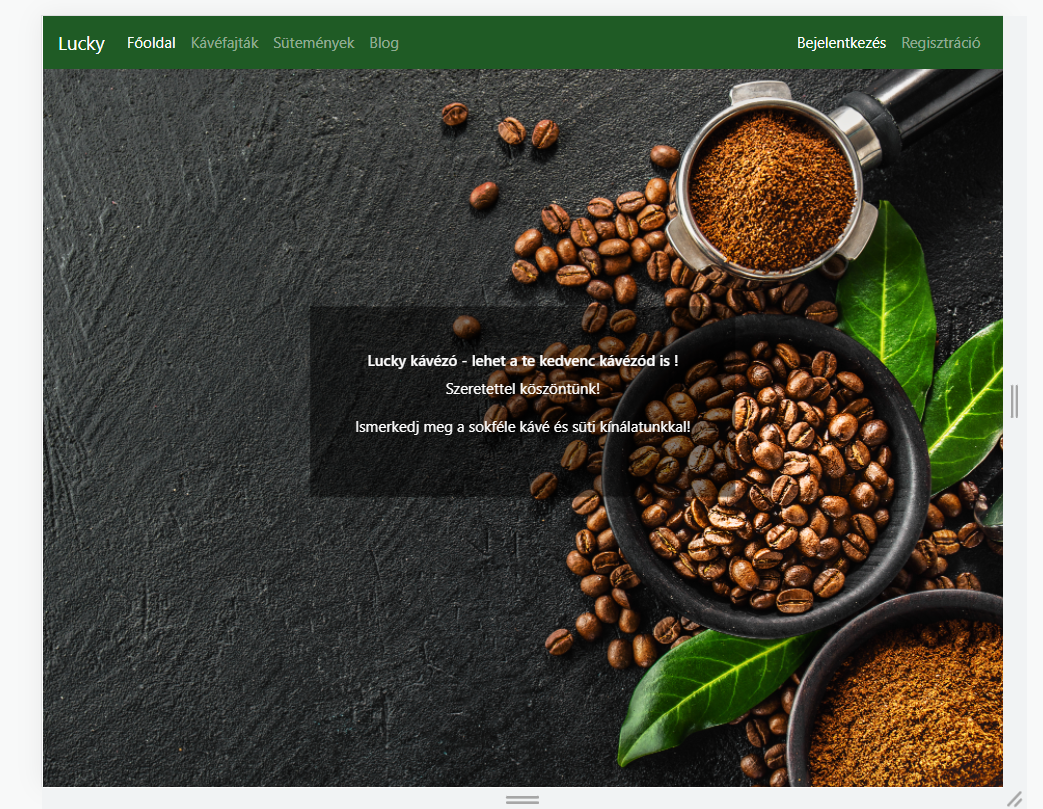 Lucky Főoldal Kávéfajták Sütemények Blog Bejelentkezés Regisztráció
Lucky kávézó - lehet a te kedvenc kávézód is !
Szeretettel köszöntünk!
Ismerkedj meg a sokféle kávé és süti kínálatunkkal!